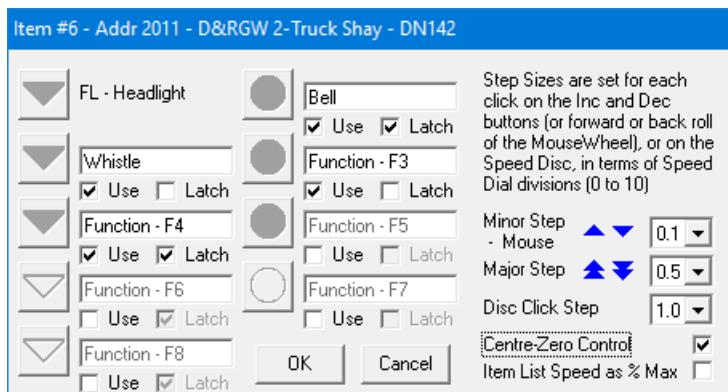 Item #6 - Addr 2011 - D&RGW 2-Truck Shay - DN142
FL - Headlight
Whistle
Use Latch
Function - F4
Use Latch
Function - F6
Use Latch
Function - F8
Use Latch
Bell
Use Latch
Function - F3
Use Latch
Function - F5
Use Latch
Function - F7
Use Latch
OK Cancel
Step Sizes are set for each
click on the Inc and Dec
buttons (or forward or back roll
of the MouseWheel), or on the
Speed Disc, in terms of Speed
Dial divisions (0 to 10)
Minor Step
- Mouse 0.1
Major Step 0.5
Disc Click Step 1.0
Centre-Zero Control
Item List Speed as % Max